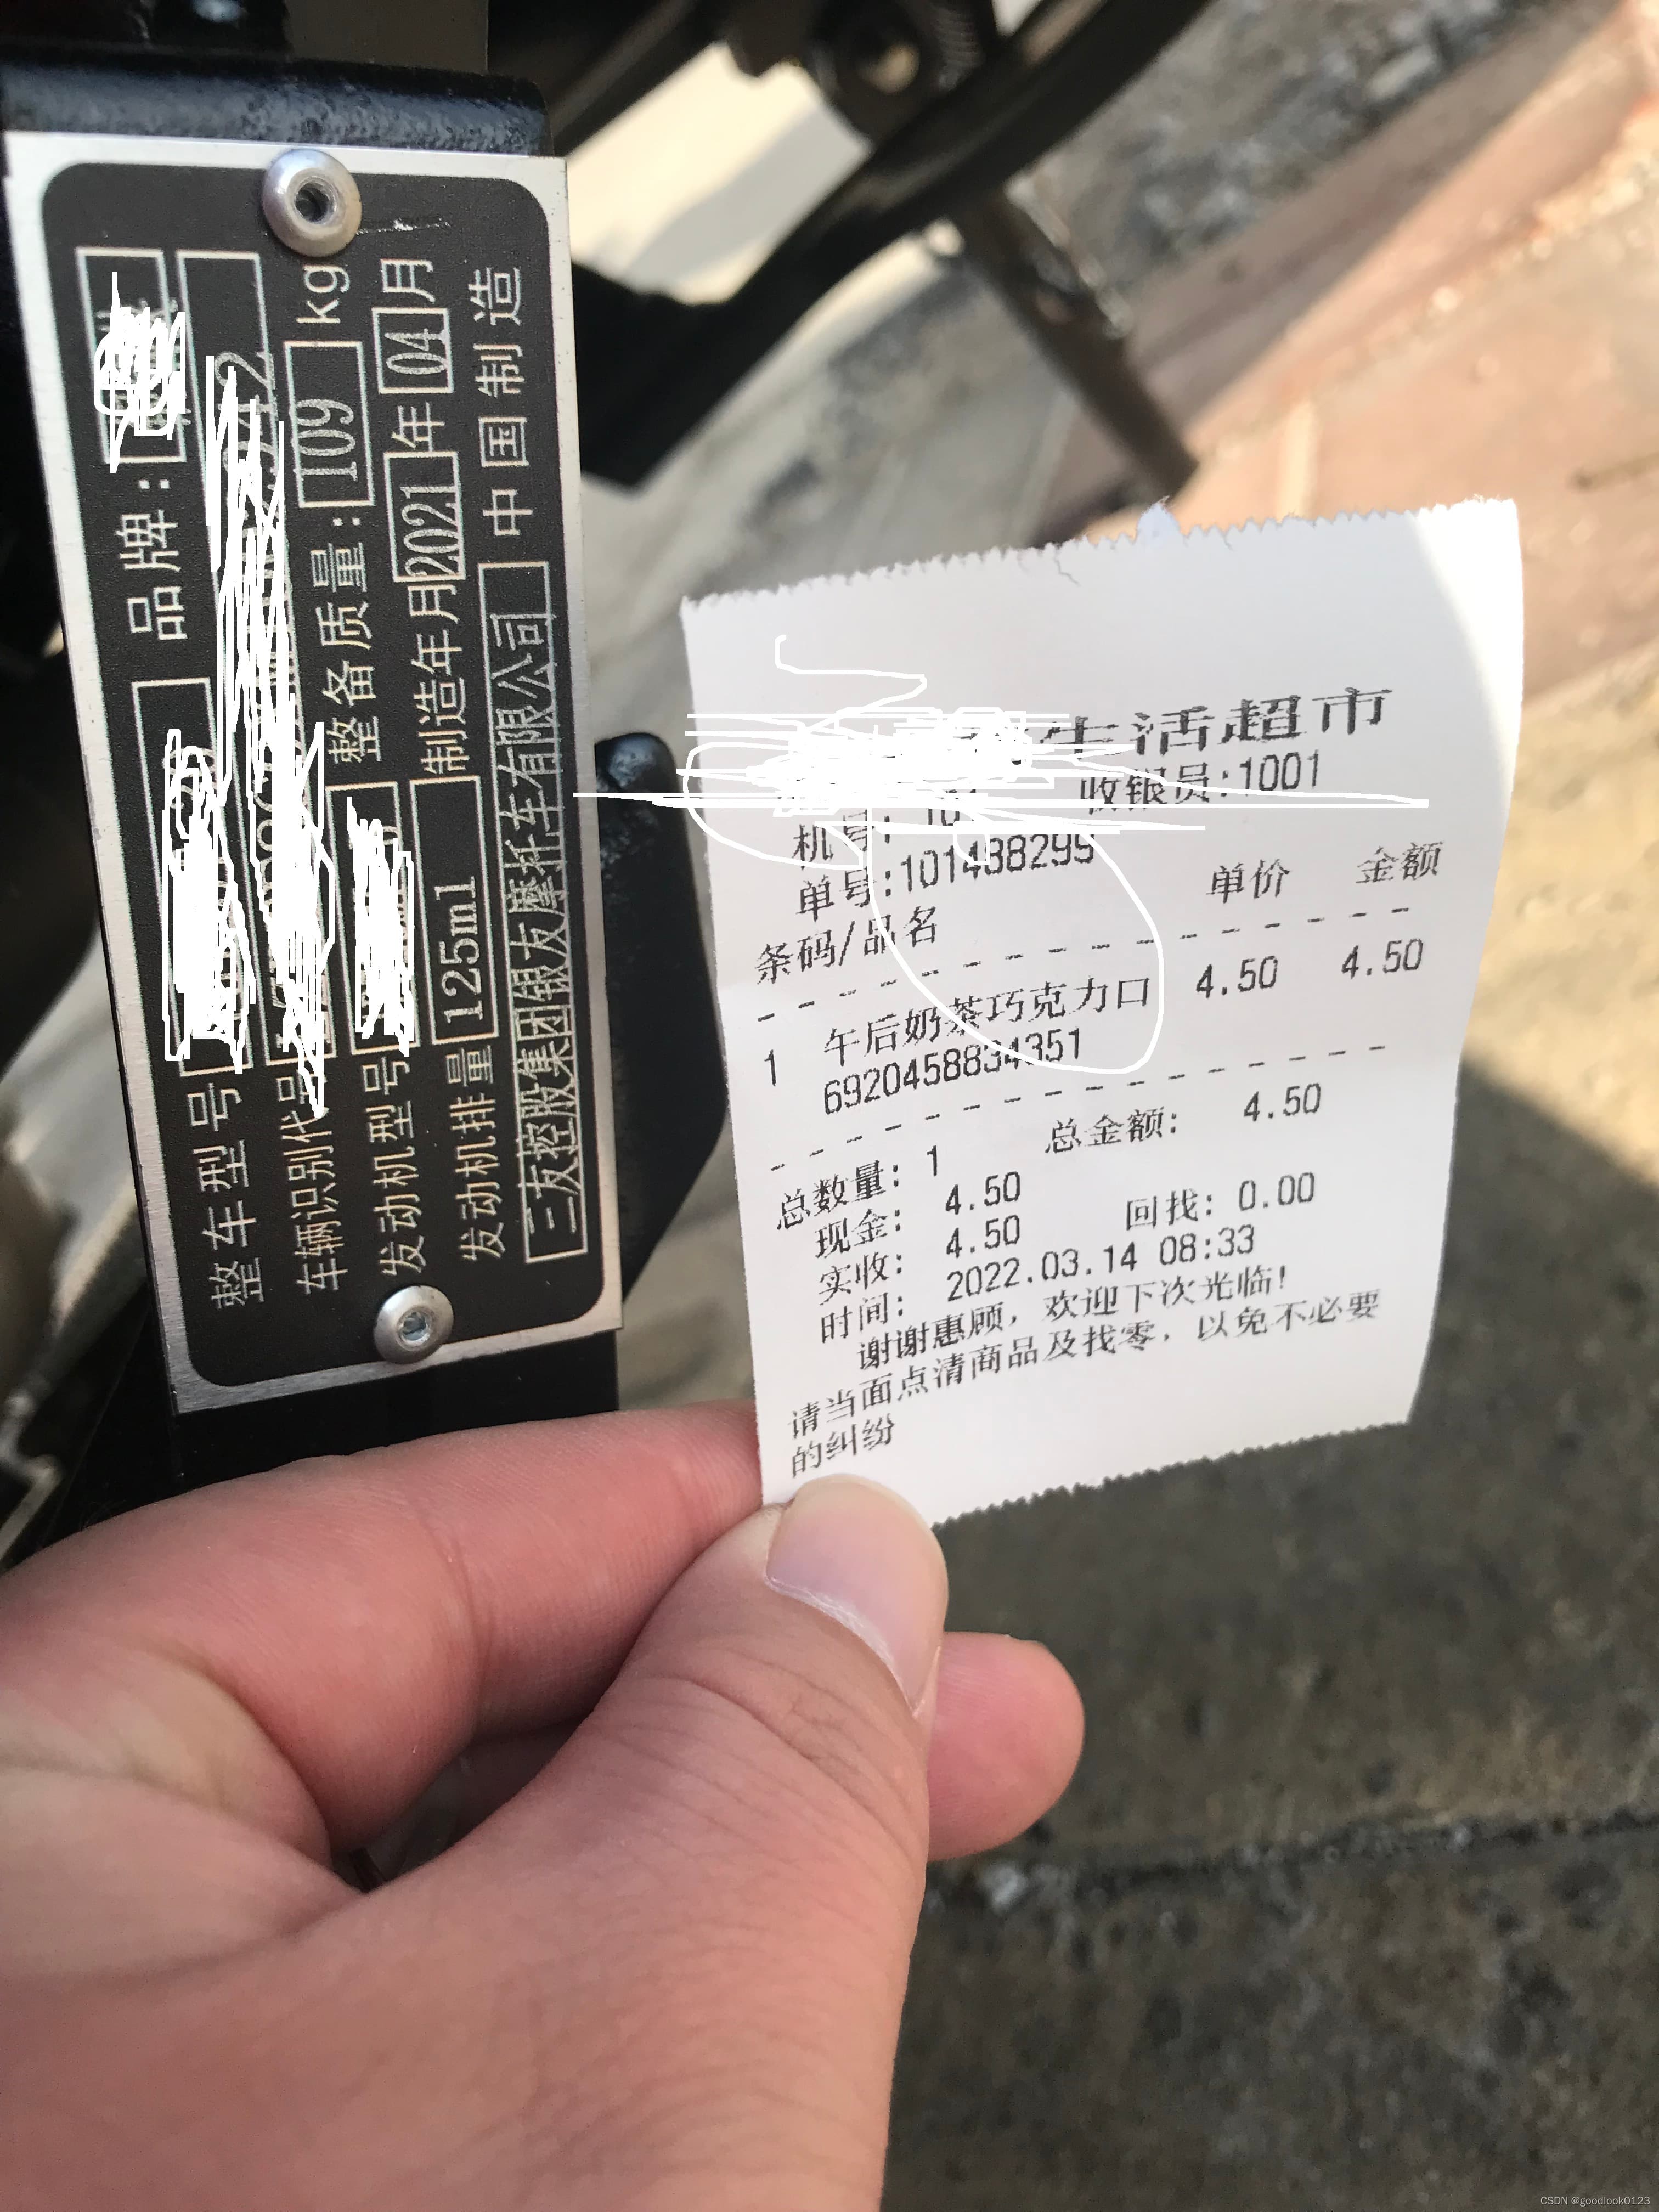 整车型号
品牌:
车辆识别代号
发动机型号
整备质量: 109 kg
发动机排量 125ml
制造年月 2021 年 04 月
三友控股集团银友摩托车有限公司 中国制造
生活超市
机号: 收银员:1001
单号:101438299
条码/品名 单价 金额
1 午后奶茶巧克力口 4.50 4.50
6920458834351
总数量: 1 总金额: 4.50
现金: 4.50
实收: 4.50 回找: 0.00
时间: 2022.03.14 08:33
谢谢惠顾, 欢迎下次光临!
请当面点清商品及找零, 以免不必要
的纠纷
CSDN @goodlook0123